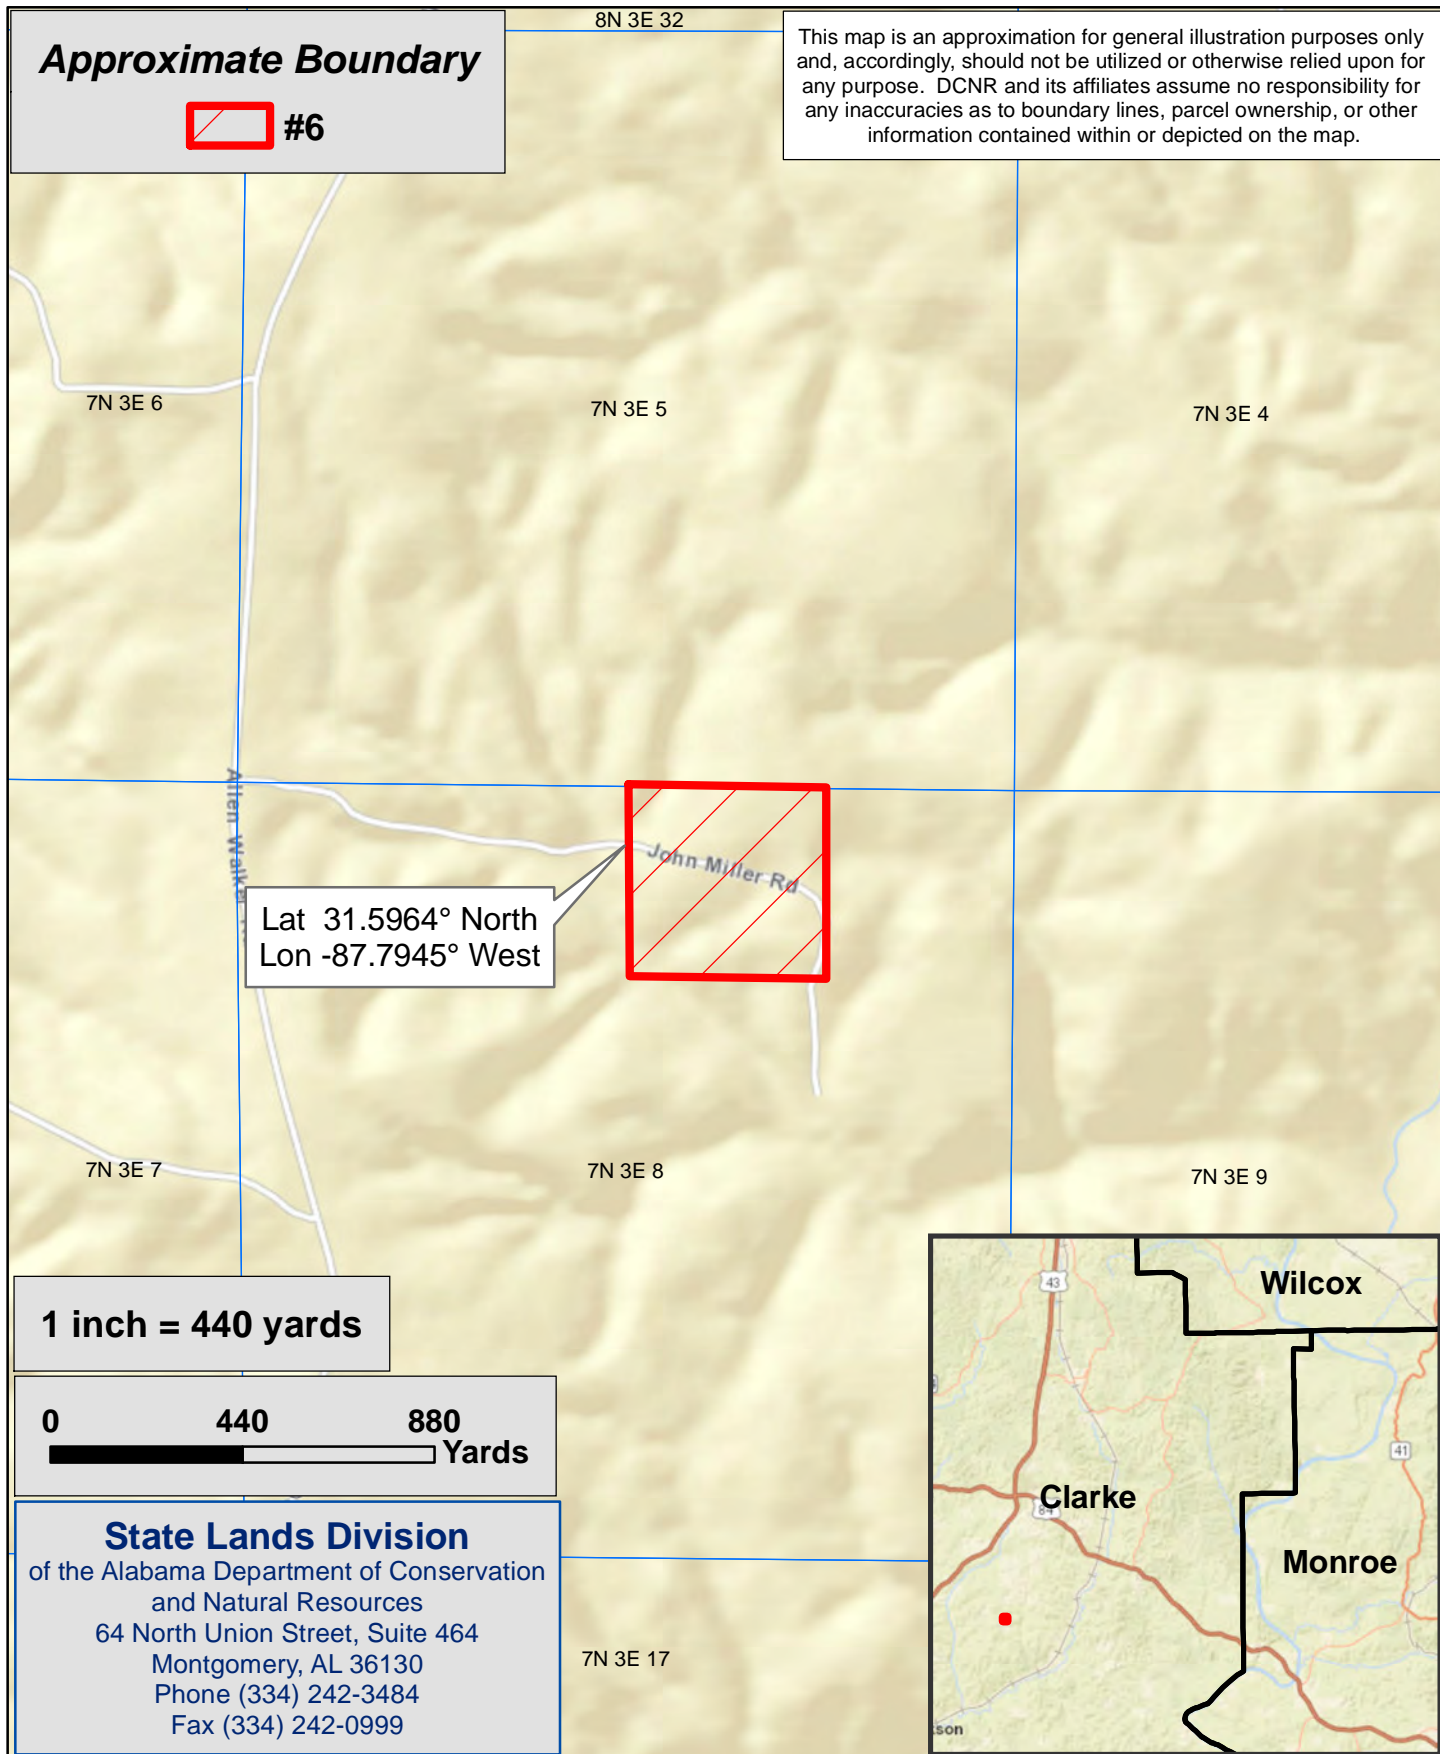 8N 3E 32
Approximate Boundary
#6
This map is an approximation for general illustration purposes only
and, accordingly, should not be utilized or otherwise relied upon for
any purpose. DCNR and its affiliates assume no responsibility for
any inaccuracies as to boundary lines, parcel ownership, or other
information contained within or depicted on the map.
7N 3E 6
7N 3E 5
7N 3E 4
Allen Walker
John Miller Rd
Lat 31.5964° North
Lon -87.7945° West
7N 3E 7
7N 3E 8
7N 3E 9
1 inch = 440 yards
0 440 880
Yards
State Lands Division
of the Alabama Department of Conservation
and Natural Resources
64 North Union Street, Suite 464
Montgomery, AL 36130
Phone (334) 242-3484
Fax (334) 242-0999
7N 3E 17
43
Wilcox
41
Clarke
84
Monroe
son